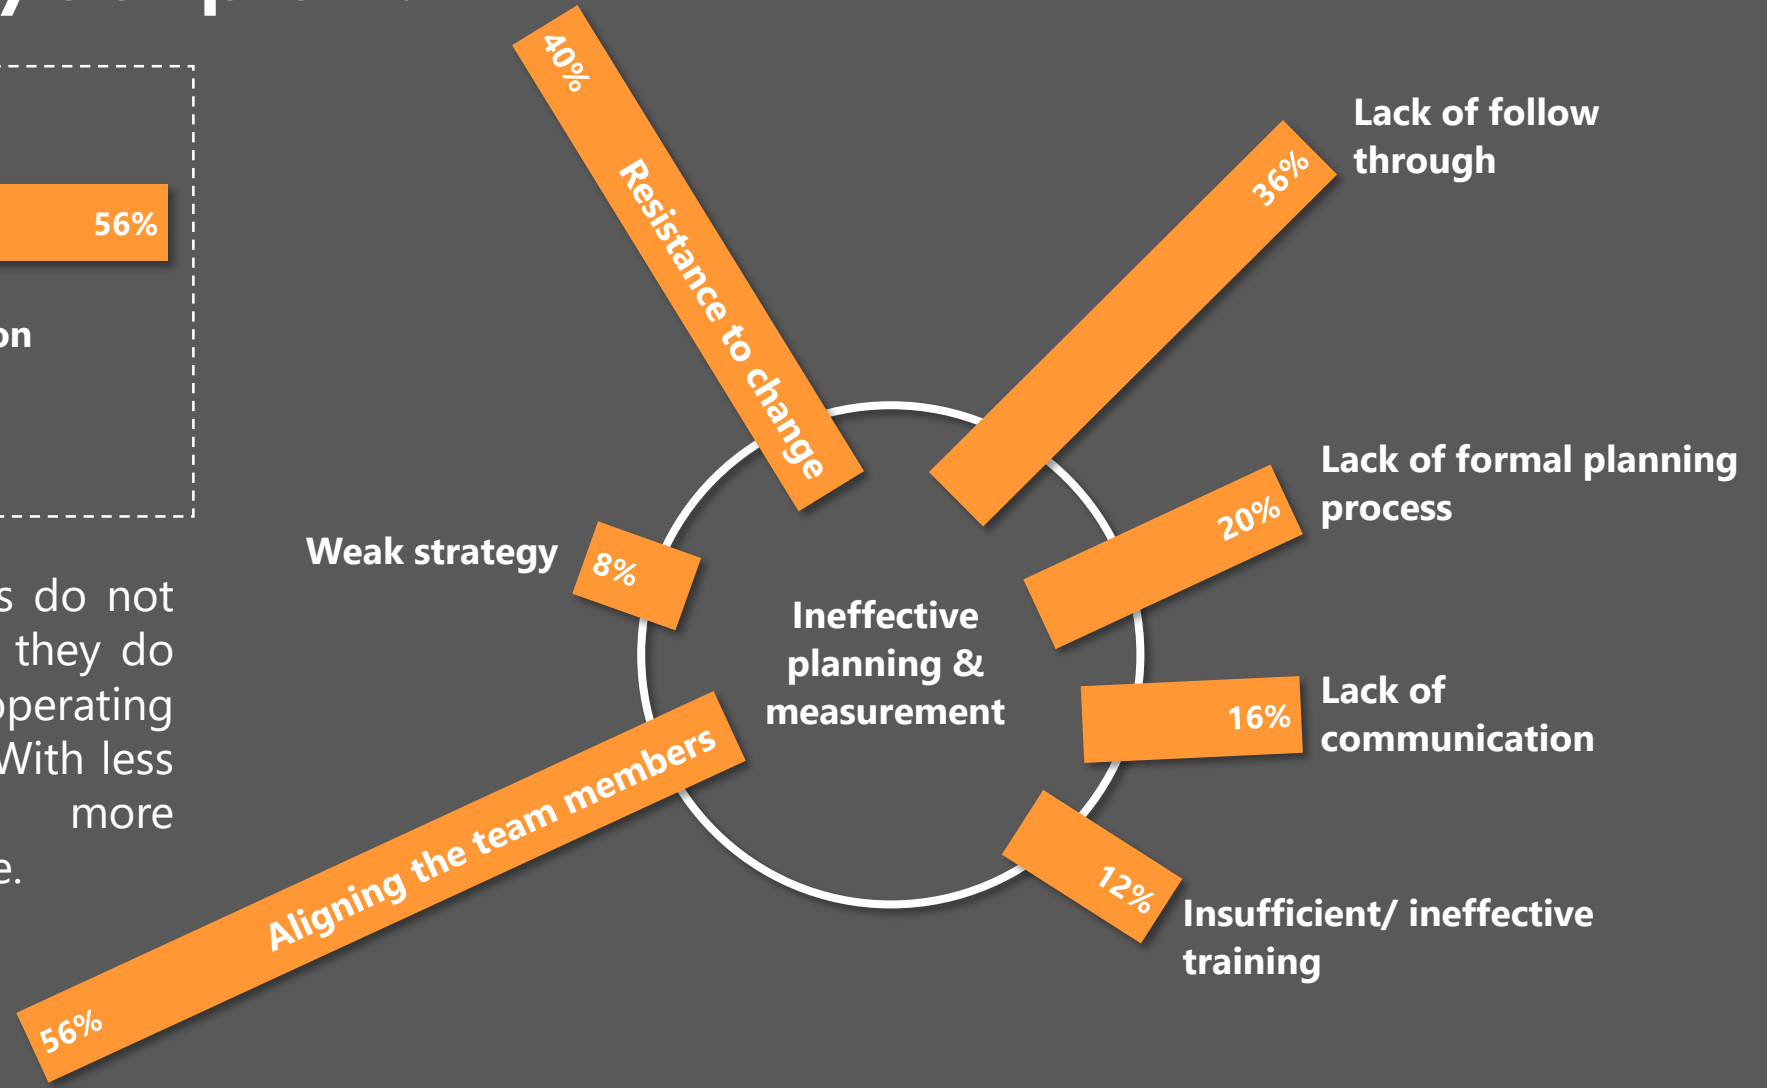 56%
on
s do not
they do
operating
With less
more
e.
40%
Resistance to change
36%
Lack of follow
through
20%
Lack of formal planning
process
16%
Lack of
communication
12%
Insufficient/ ineffective
training
Weak strategy
8%
Ineffective
planning &
measurement
Aligning the team members
56%